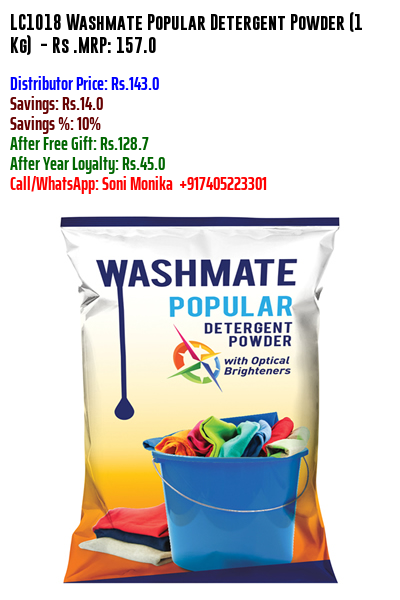 LC1018 Washmate Popular Detergent Powder (1
Kg)  - Rs .MRP: 157.0
Distributor Price: Rs.143.0
Savings: Rs.14.0
Savings %: 10%
After Free Gift: Rs.128.7
After Year Loyalty: Rs.45.0
Call/WhatsApp: Soni Monika  +917405223301
WASHMATE
POPULAR
DETERGENT
POWDER
with Optical
Brighteners